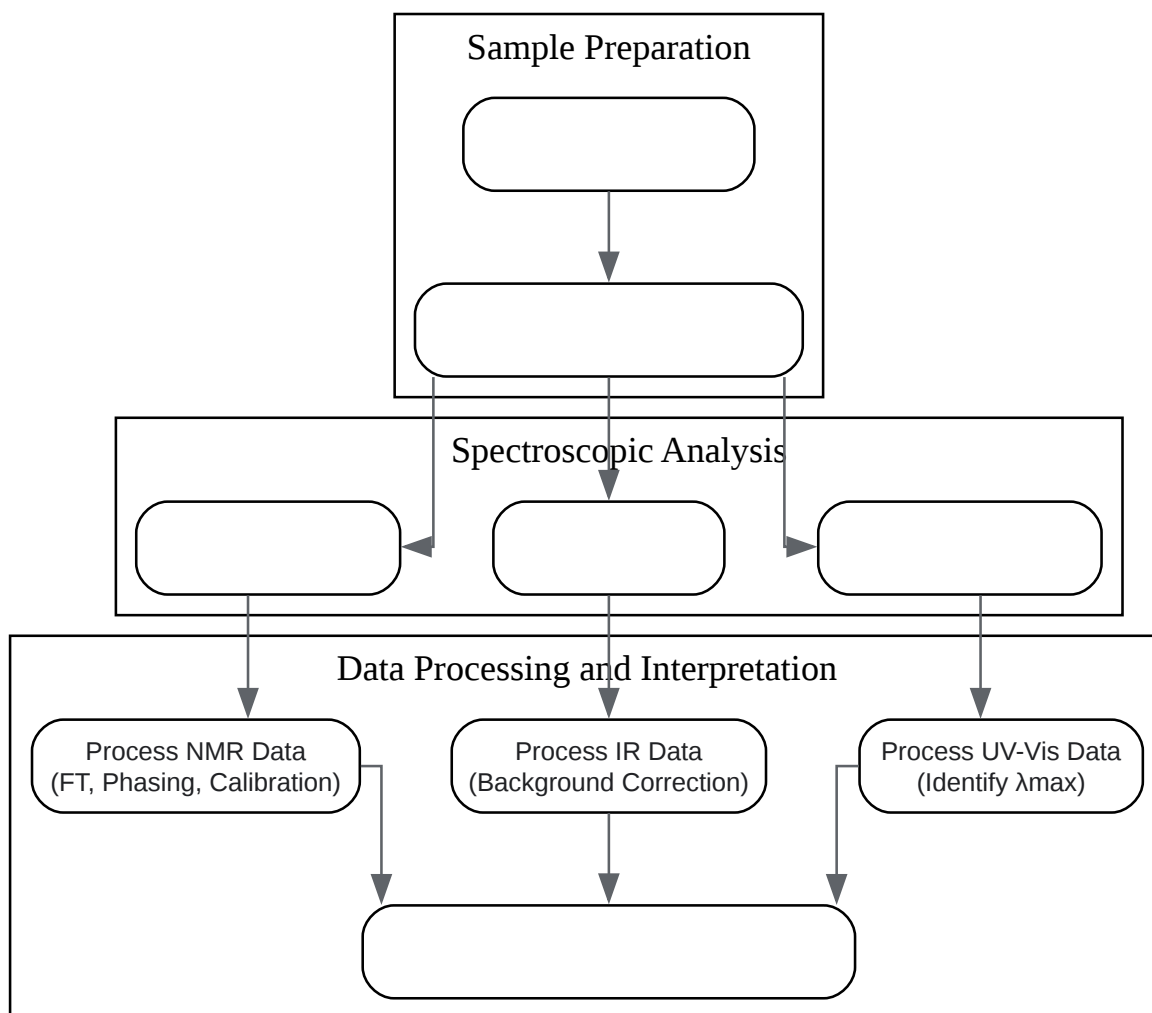 Sample Preparation
Spectroscopic Analysis
Data Processing and Interpretation
Process NMR Data
(FT, Phasing, Calibration)
Process IR Data
(Background Correction)
Process UV-Vis Data
(Identify λmax)